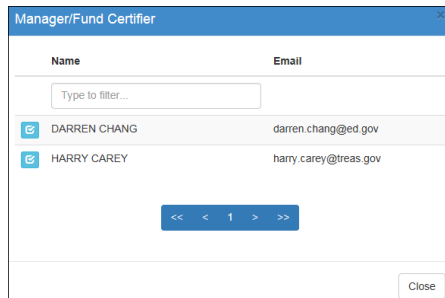 Manager/Fund Certifier x
Name Email
Type to filter...
DARREN CHANG darren.chang@ed.gov
HARRY CAREY harry.carey@treas.gov
<< < 1 > >>
Close